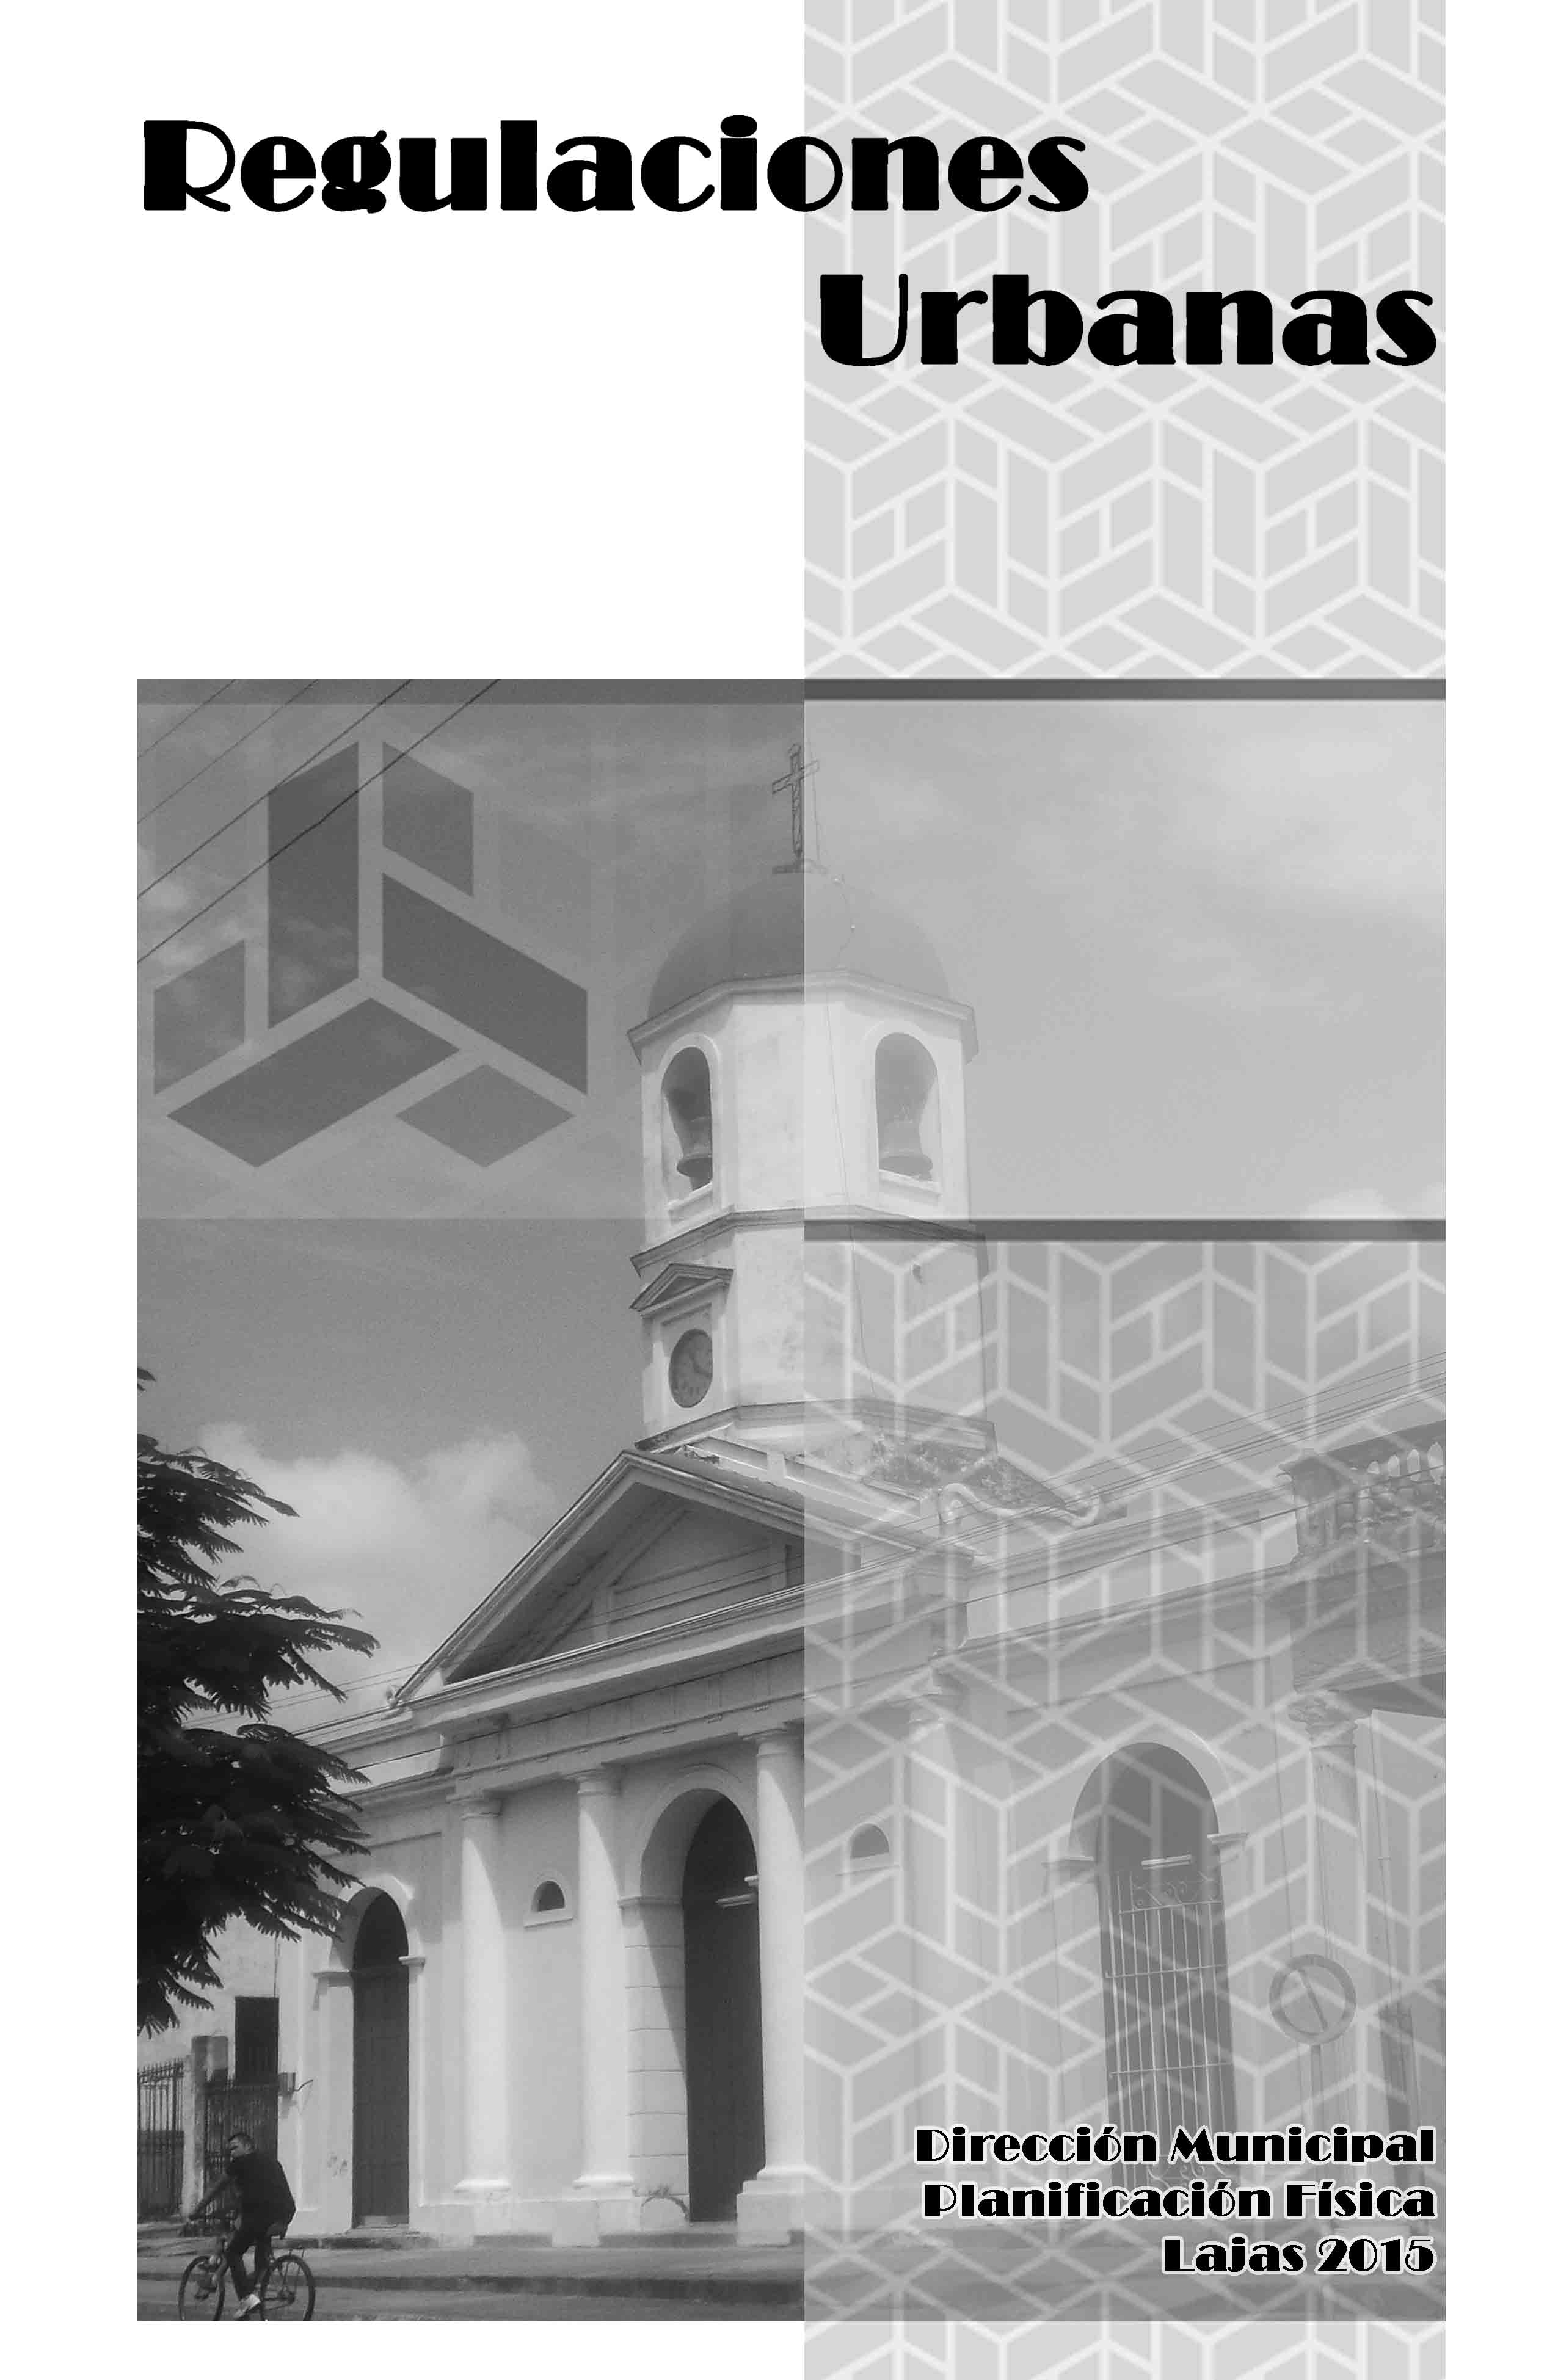 Regulaciones
Urbanas
Dirección Municipal
Planificación Física
Lajas 2015